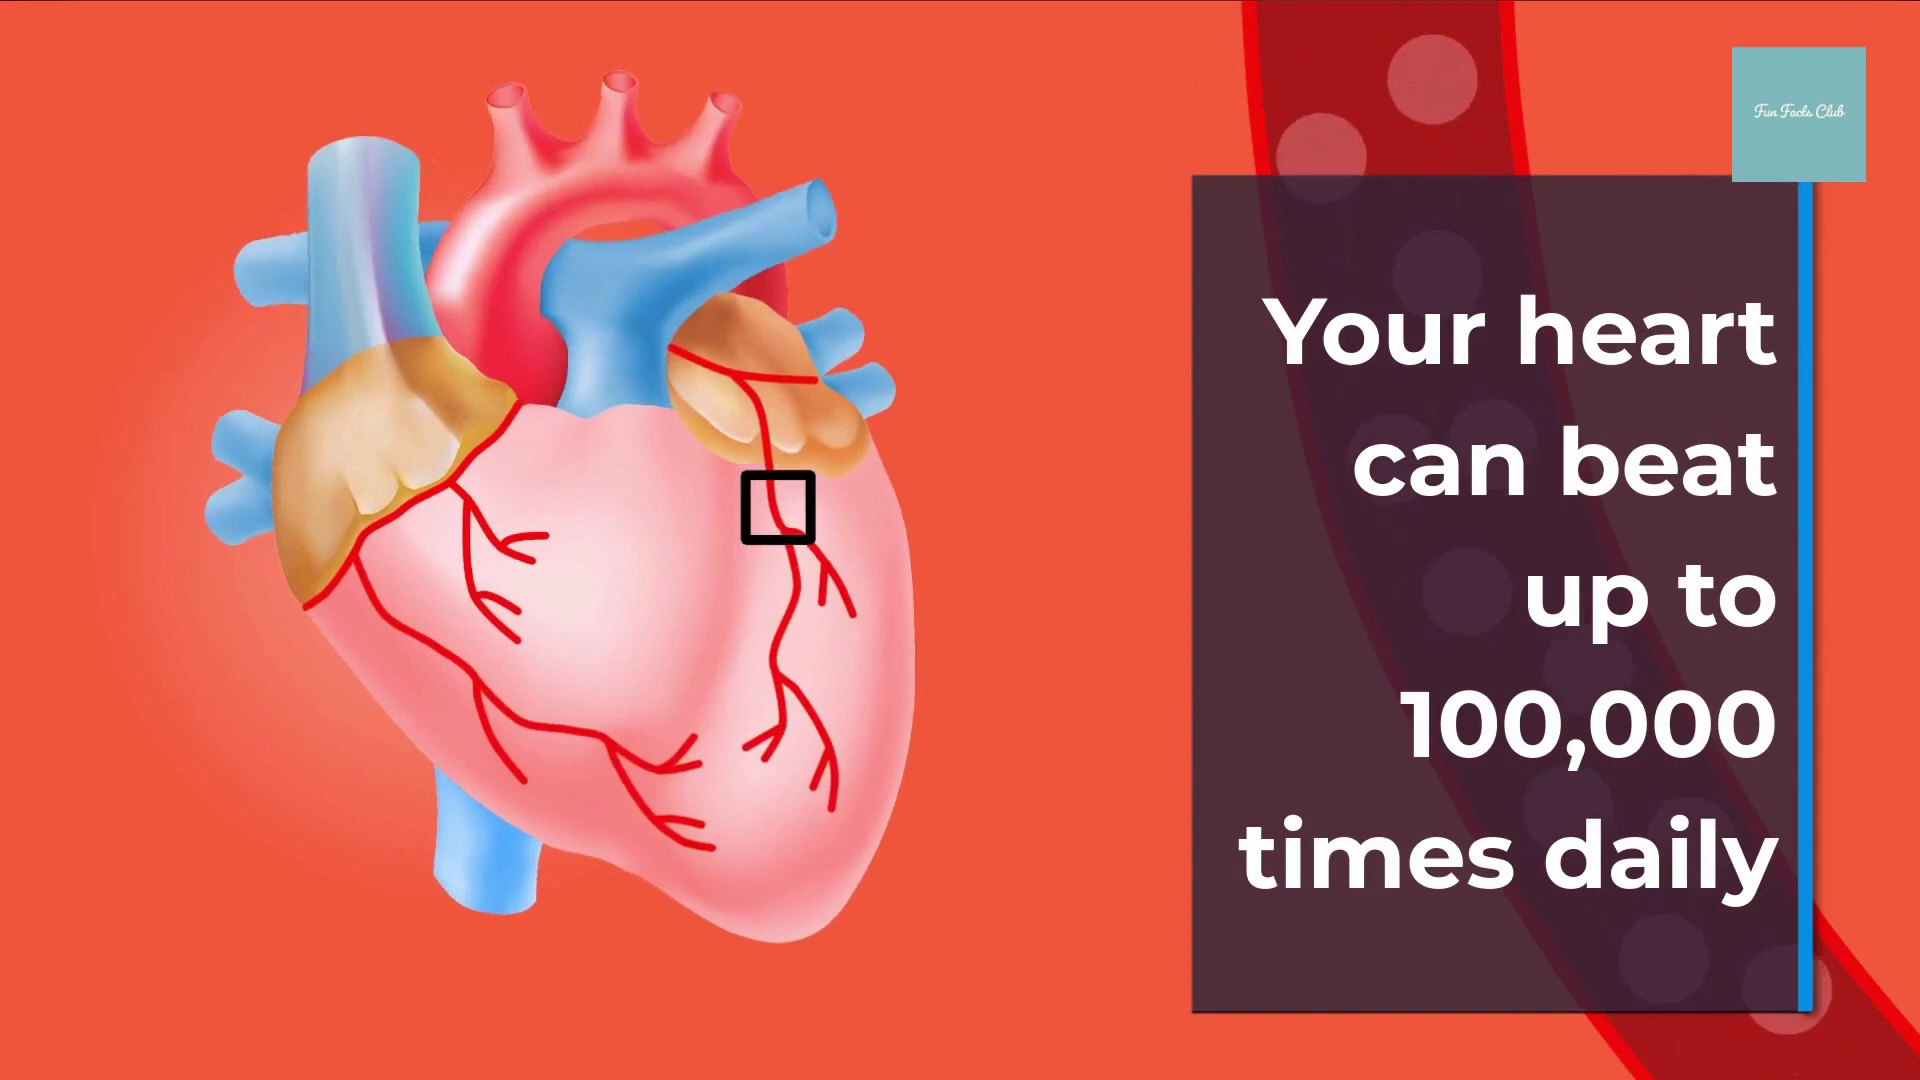 Fun Facts Club
Your heart
can beat
up to
100,000
times daily